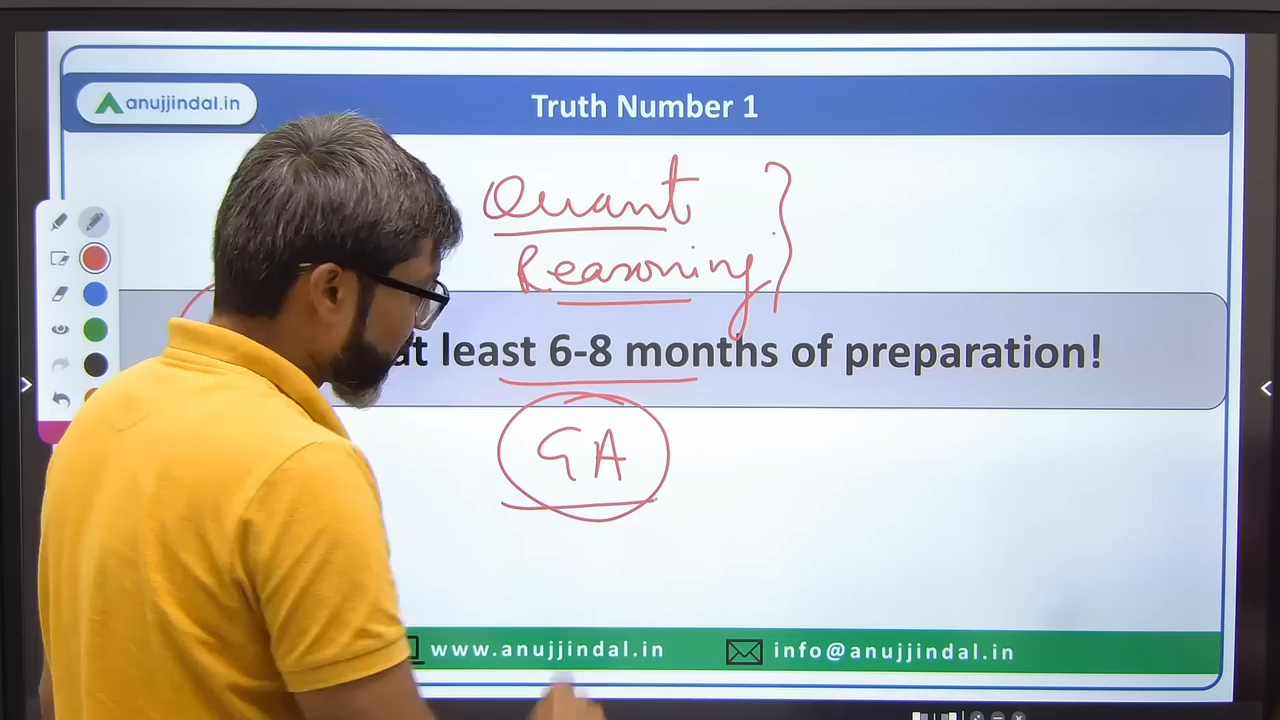 anujjindal.in
Truth Number 1
Quant
Reasoning
at least 6-8 months of preparation!
GA
www.anujjindal.in
info@anujjindal.in